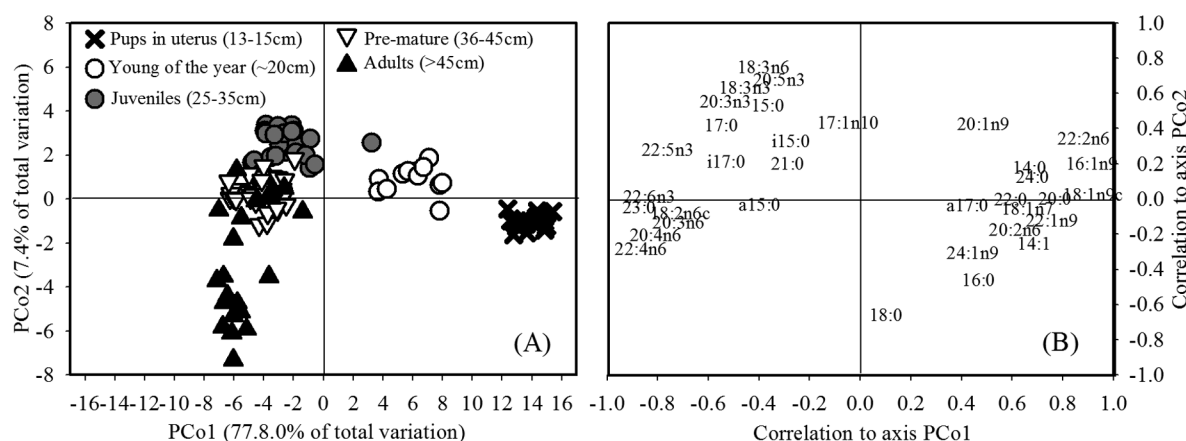 Pups in uterus (13-15cm)
Pre-mature (36-45cm)
Young of the year (~20cm)
Adults (>45cm)
Juveniles (25-35cm)
8
6
4
2
0
-2
-4
-6
-8
PCo2 (7.4% of total variation)
-16 -14 -12 -10 -8 -6 -4 -2 0 2 4 6 8 10 12 14 16
PCo1 (77.8.0% of total variation)
(A)
18:3n6
20:5n3
18:3n3
20:3n3
15:0
17:0
17:1n10
20:1n9
i15:0
22:2n6
22:5n3
i17:0
21:0
14:0
16:1n9
24:0
22:6n3
22:0
20:0
18:1n9c
23:0
18:2n6c
a15:0
a17:0
18:1n7
20:3n6
22:1n9
20:4n6
20:2n6
22:4n6
14:1
24:1n9
16:0
18:0
(B)
1.0
0.8
0.6
0.4
0.2
0.0
-0.2
-0.4
-0.6
-0.8
-1.0
Correlation to axis PCo2
-1.0 -0.8 -0.6 -0.4 -0.2 0.0 0.2 0.4 0.6 0.8 1.0
Correlation to axis PCo1